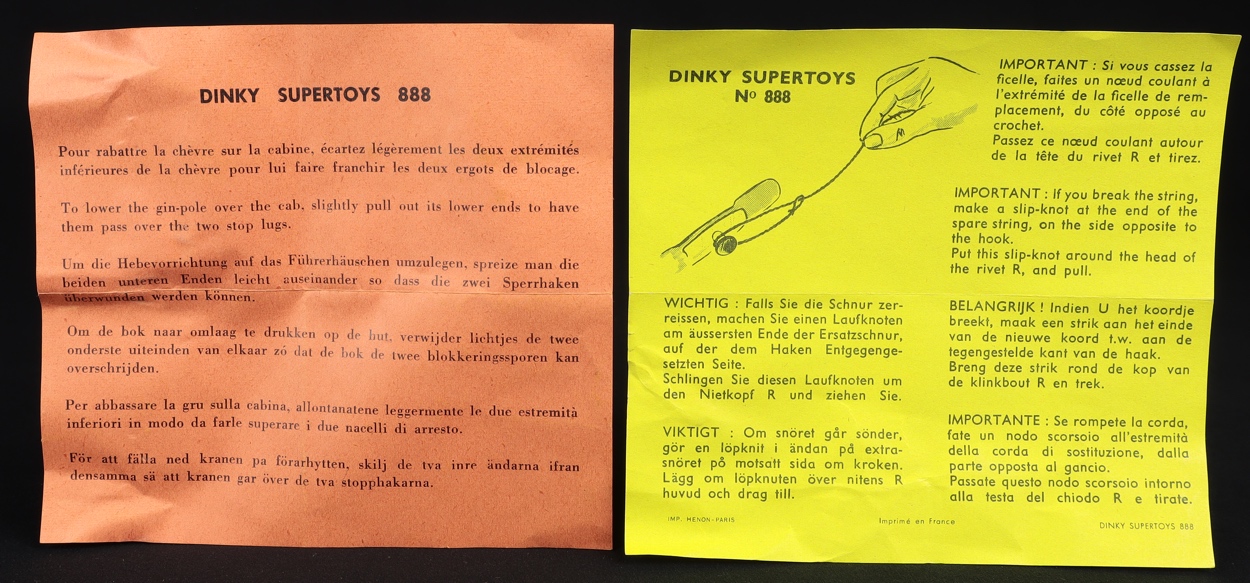 DINKY SUPERTOYS 888
Pour rabattre la chèvre sur la cabine, écartez légèrement les deux extrémités
inférieures de la chèvre pour lui faire franchir les deux ergots de blocage.
To lower the gin-pole over the cab, slightly pull out its lower ends to have
them pass over the two stop lugs.
Um die Hebevorrichtung auf das Führerhäuschen umzulegen, spreize man die
beiden unteren Enden leicht auseinander so dass die zwei Sperrhaken
überwunden werden können.
Om de bok naar omlaag te drukken op de hut, verwijder lichtjes de twee
onderste uiteinden van elkaar zó dat de bok de twee blokkeringssporen kan
overschrijden.
Per abbassare la gru sulla cabina, allontanatene leggermente le due estremità
inferiori in modo da farle superare i due nacelli di arresto.
För att fälla ned kranen pa förarhytten, skilj de tva inre ändarna ifran
densamma sä att kranen gar över de tva stopphakarna.
DINKY SUPERTOYS
Nº 888
IMPORTANT : Si vous cassez la
ficelle, faites un nœud coulant à
l'extrémité de la ficelle de rem-
placement, du côté opposé au
crochet.
Passez ce nœud coulant autour
de la tête du rivet R et tirez.
IMPORTANT : If you break the string,
make a slip-knot at the end of the
spare string, on the side opposite to
the hook.
Put this slip-knot around the head of
the rivet R, and pull.
WICHTIG : Falls Sie die Schnur zer-
reissen, machen Sie einen Laufknoten
am äussersten Ende der Ersatzschnur,
auf der dem Haken Entgegenge-
setzten Seite.
Schlingen Sie diesen Laufknoten um
den Nietkopf R und ziehen Sie.
BELANGRIJK ! Indien U het koordje
breekt, maak een strik aan het einde
van de nieuwe koord t.w. aan de
tegengestelde kant van de haak.
Breng deze strik rond de kop van
de klinkbout R en trek.
VIKTIGT : Om snöret går sönder,
gör en löpknit i ändan på extra-
snöret på motsatt sida om kroken.
Lägg om löpknuten över nitens R
huvud och drag till.
IMPORTANTE : Se rompete la corda,
fate un nodo scorsoio all'estremità
della corda di sostituzione, dalla
parte opposta al gancio.
Passate questo nodo scorsoio intorno
alla testa del chiodo R e tirate.
IMP. HENON-PARIS
Imprimé en France
DINKY SUPERTOYS 888